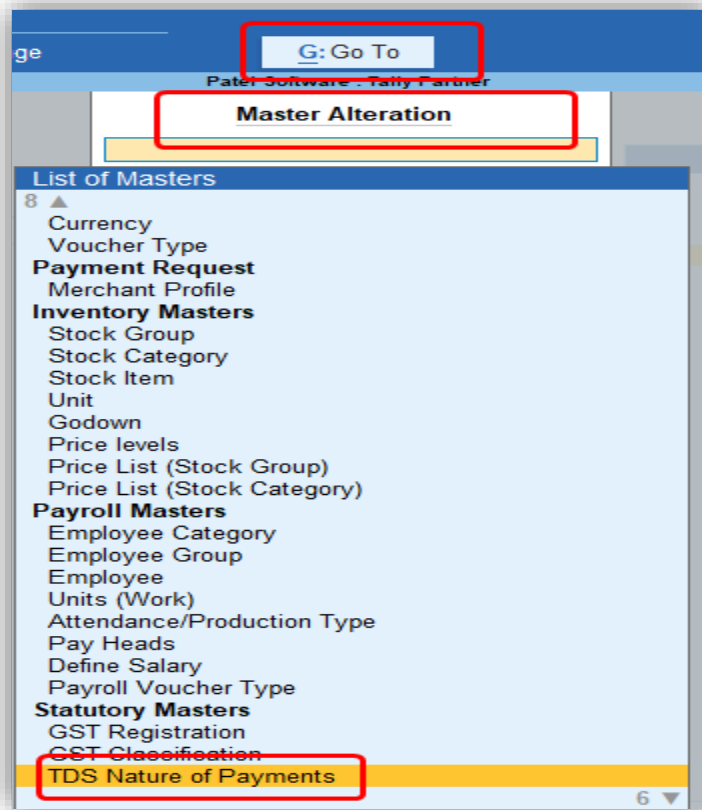 ge
G: Go To
Patel Software : Tally Partner
Master Alteration
List of Masters
8 ▲
Currency
Voucher Type
Payment Request
Merchant Profile
Inventory Masters
Stock Group
Stock Category
Stock Item
Unit
Godown
Price levels
Price List (Stock Group)
Price List (Stock Category)
Payroll Masters
Employee Category
Employee Group
Employee
Units (Work)
Attendance/Production Type
Pay Heads
Define Salary
Payroll Voucher Type
Statutory Masters
GST Registration
GST Classification
TDS Nature of Payments
6 ▼